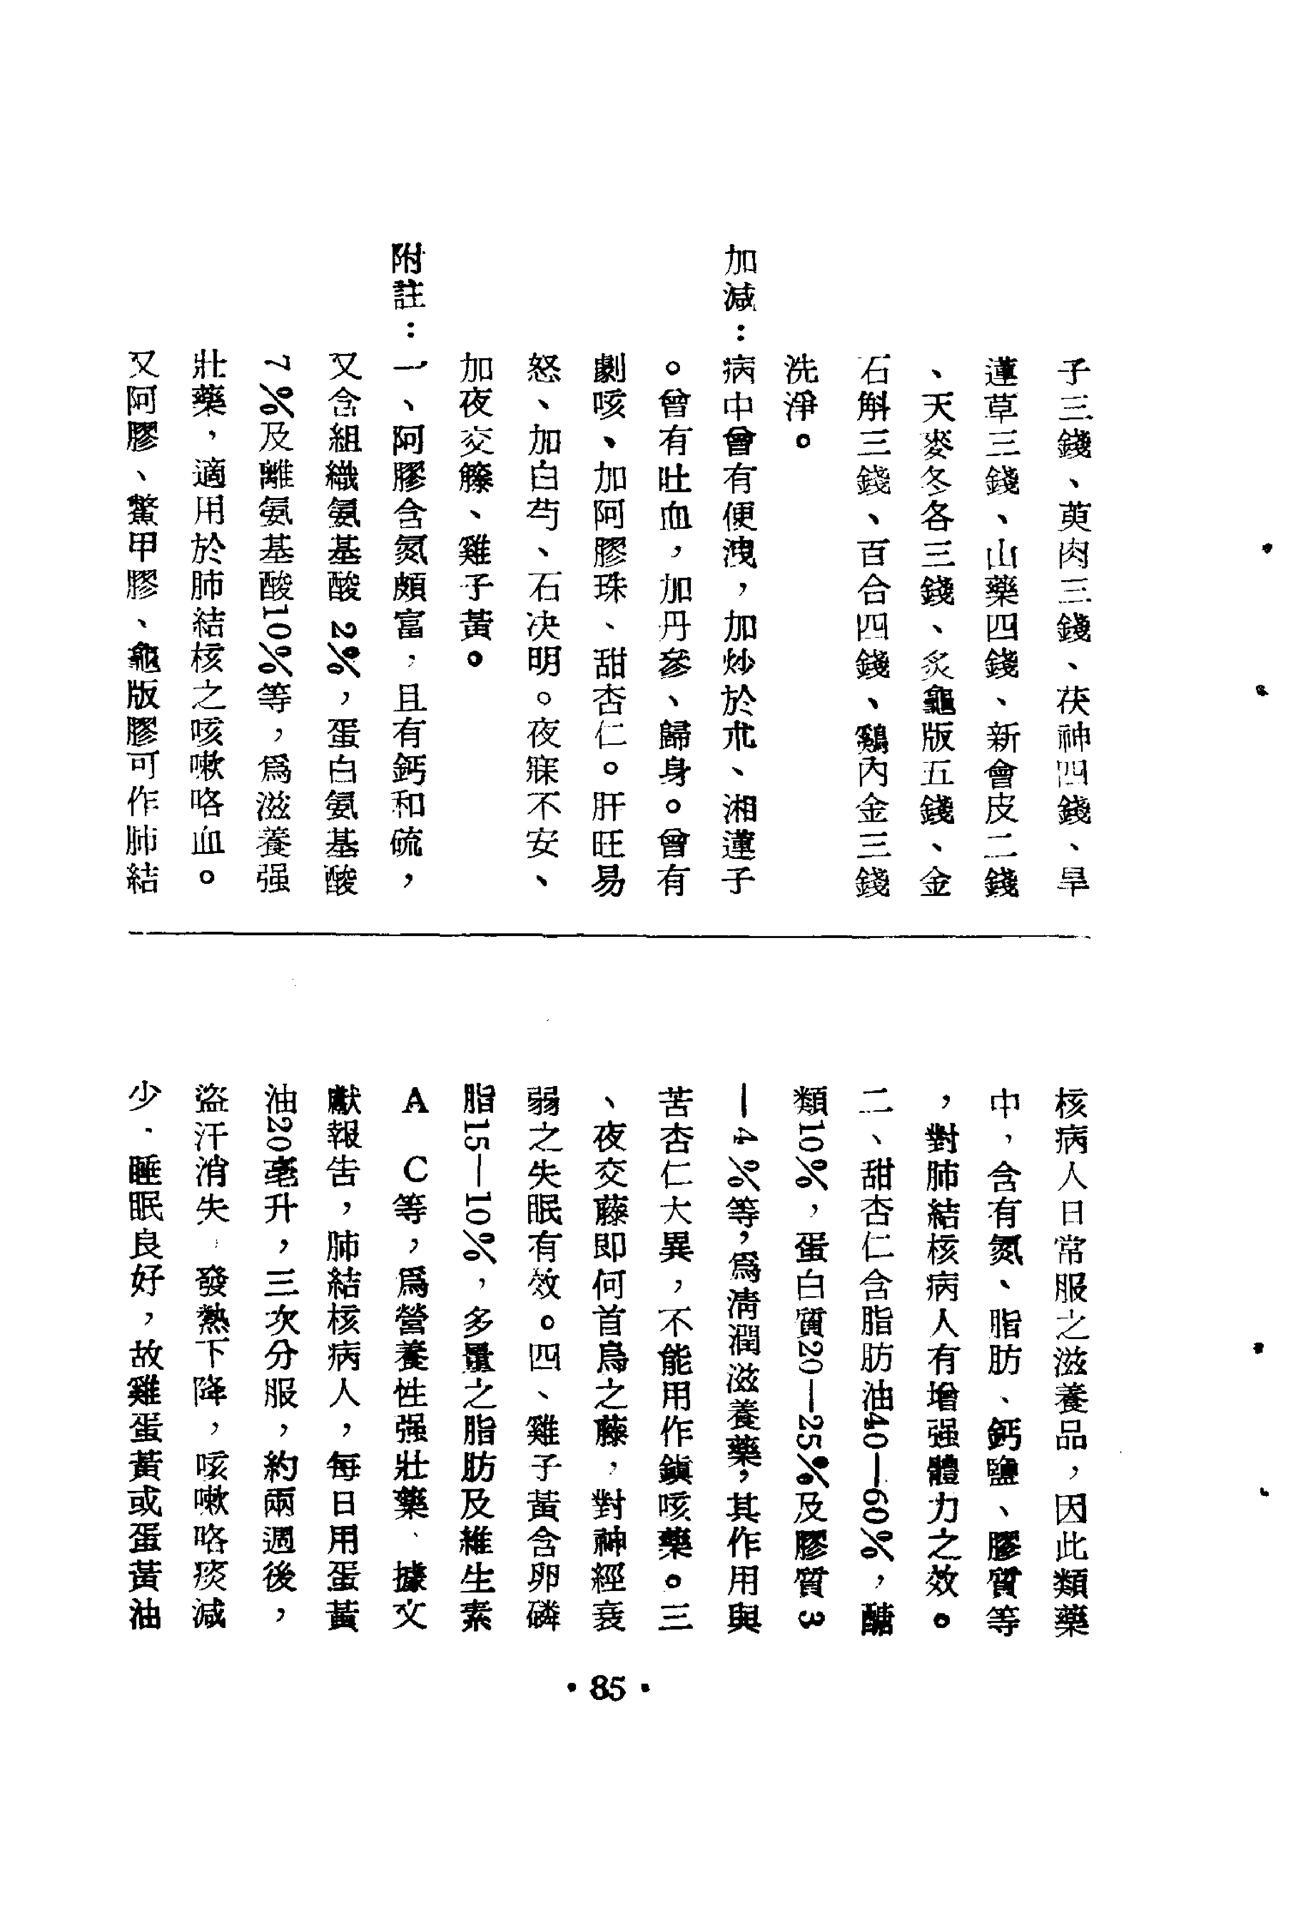 子三錢、萸肉三錢、茯神四錢、旱
蓮草三錢、山藥四錢、新會皮二錢
、天麥冬各三錢、炙龜版五錢、金
石斛三錢、百合四錢、鷄內金三錢
洗淨。
加減：病中曾有便洩，加炒於朮、湘蓮子
。曾有吐血，加丹參、歸身。曾有
劇咳、加阿膠珠、甜杏仁。肝旺易
怒、加白芍、石决明。夜寐不安、
加夜交籐、雞子黃。
附註：一、阿膠含氮頗富，且有鈣和硫，
又含組織氨基酸2%，蛋白氨基酸
7%及離氨基酸10%等，爲滋養强
壯藥，適用於肺結核之咳嗽咯血。
又阿膠、鱉甲膠、龜版膠可作肺結
核病人日常服之滋養品，因此類藥
中，含有氮、脂肪、鈣鹽、膠質等
，對肺結核病人有增强體力之效。
二、甜杏仁含脂肪油40—60%，醣
類10%，蛋白質20—25%及膠質3
—4%等，爲清潤滋養藥，其作用與
苦杏仁大異，不能用作鎭咳藥。三
、夜交藤即何首烏之藤，對神經衰
弱之失眠有效。四、雞子黃含卵磷
脂15—10%，多量之脂肪及維生素
A C等，爲營養性强壯藥、據文
獻報告，肺結核病人，每日用蛋黃
油20毫升，三次分服，約兩週後，
盜汗消失，發熱下降，咳嗽咯痰減
少．睡眠良好，故雞蛋黃或蛋黃油
• 85 •